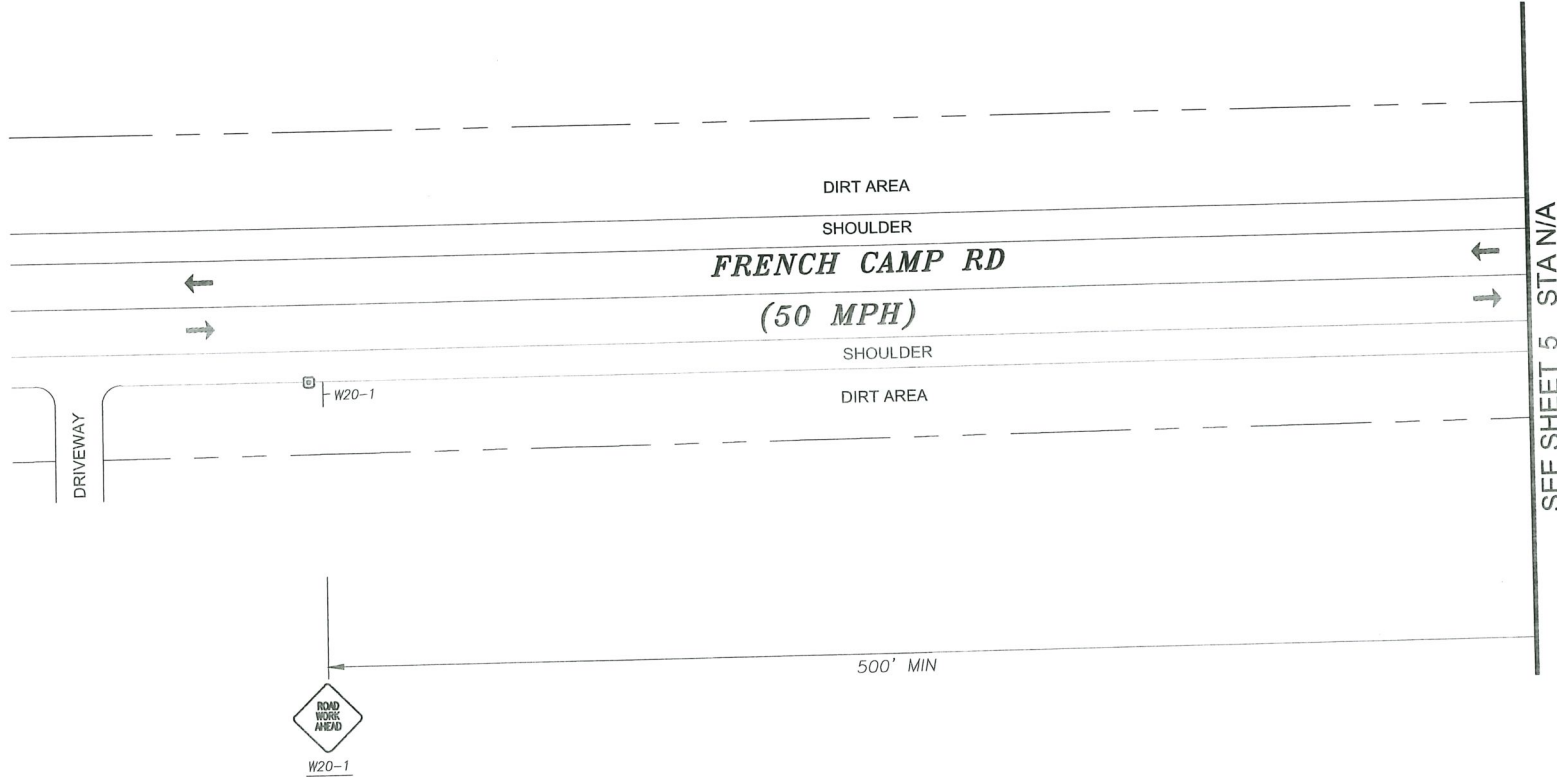 DIRT AREA
SHOULDER
FRENCH CAMP RD
(50 MPH)
SHOULDER
W20-1
DIRT AREA
DRIVEWAY
SEE SHEET 5 STA N/A
500' MIN
ROAD
WORK
AHEAD
W20-1